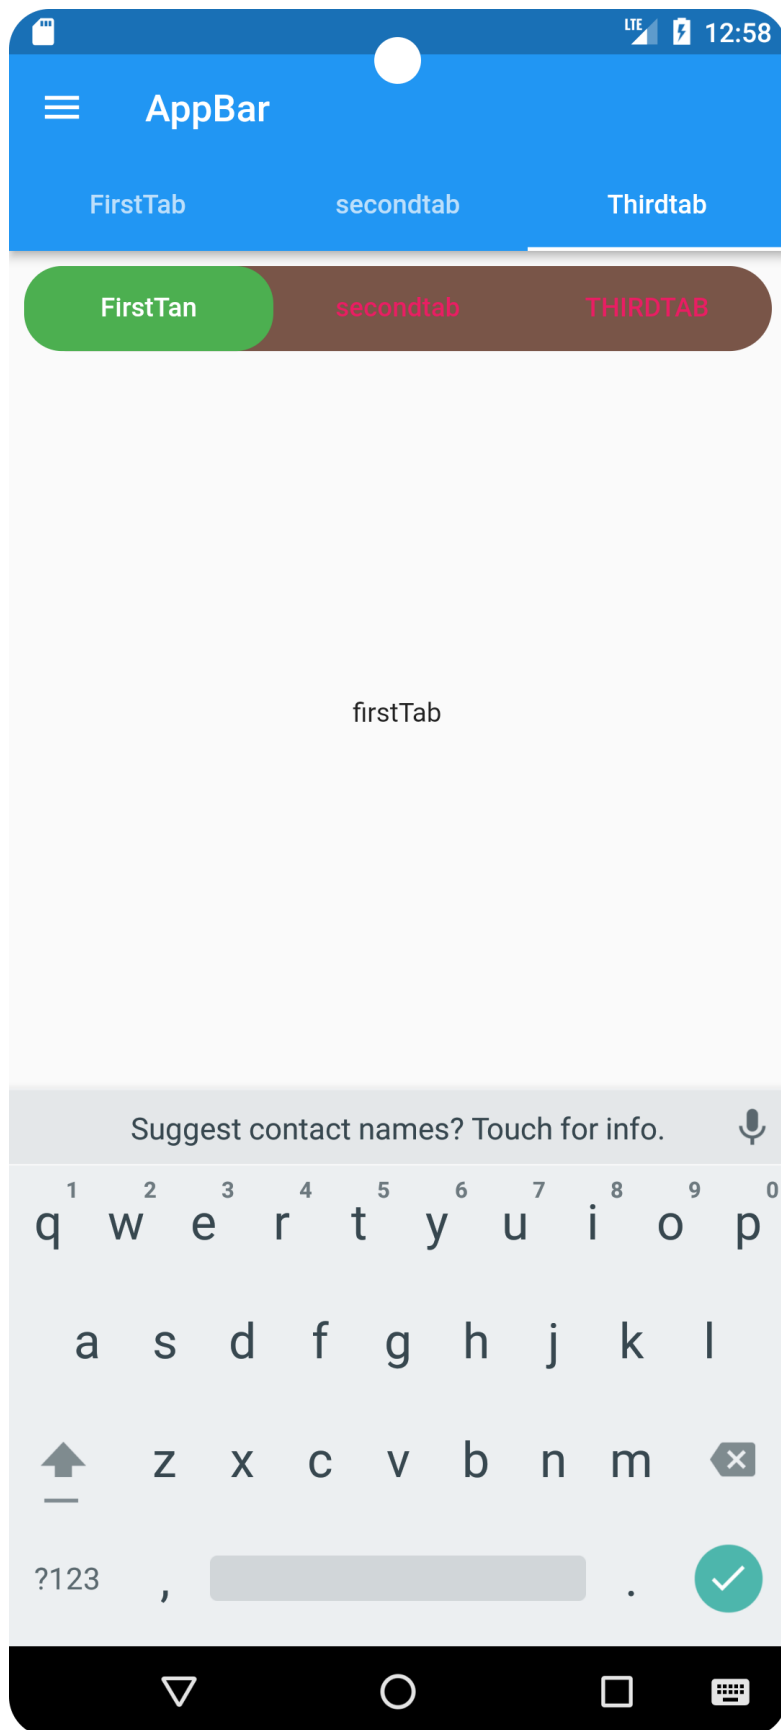 LTE 12:58
AppBar
FirstTab secondtab Thirdtab
FirstTan secondtab THIRDTAB
firstTab
Suggest contact names? Touch for info.
1 2 3 4 5 6 7 8 9 0
q w e r t y u i o p
a s d f g h j k l
z x c v b n m
?123 , .